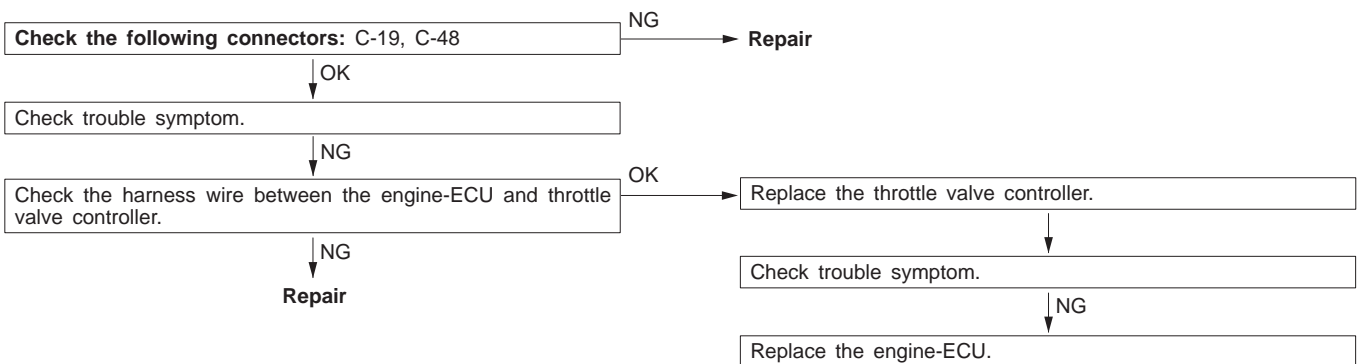 Check the following connectors: C-19, C-48
NG
Repair
OK
Check trouble symptom.
NG
Check the harness wire between the engine-ECU and throttle
valve controller.
OK
Replace the throttle valve controller.
NG
Repair
Check trouble symptom.
NG
Replace the engine-ECU.